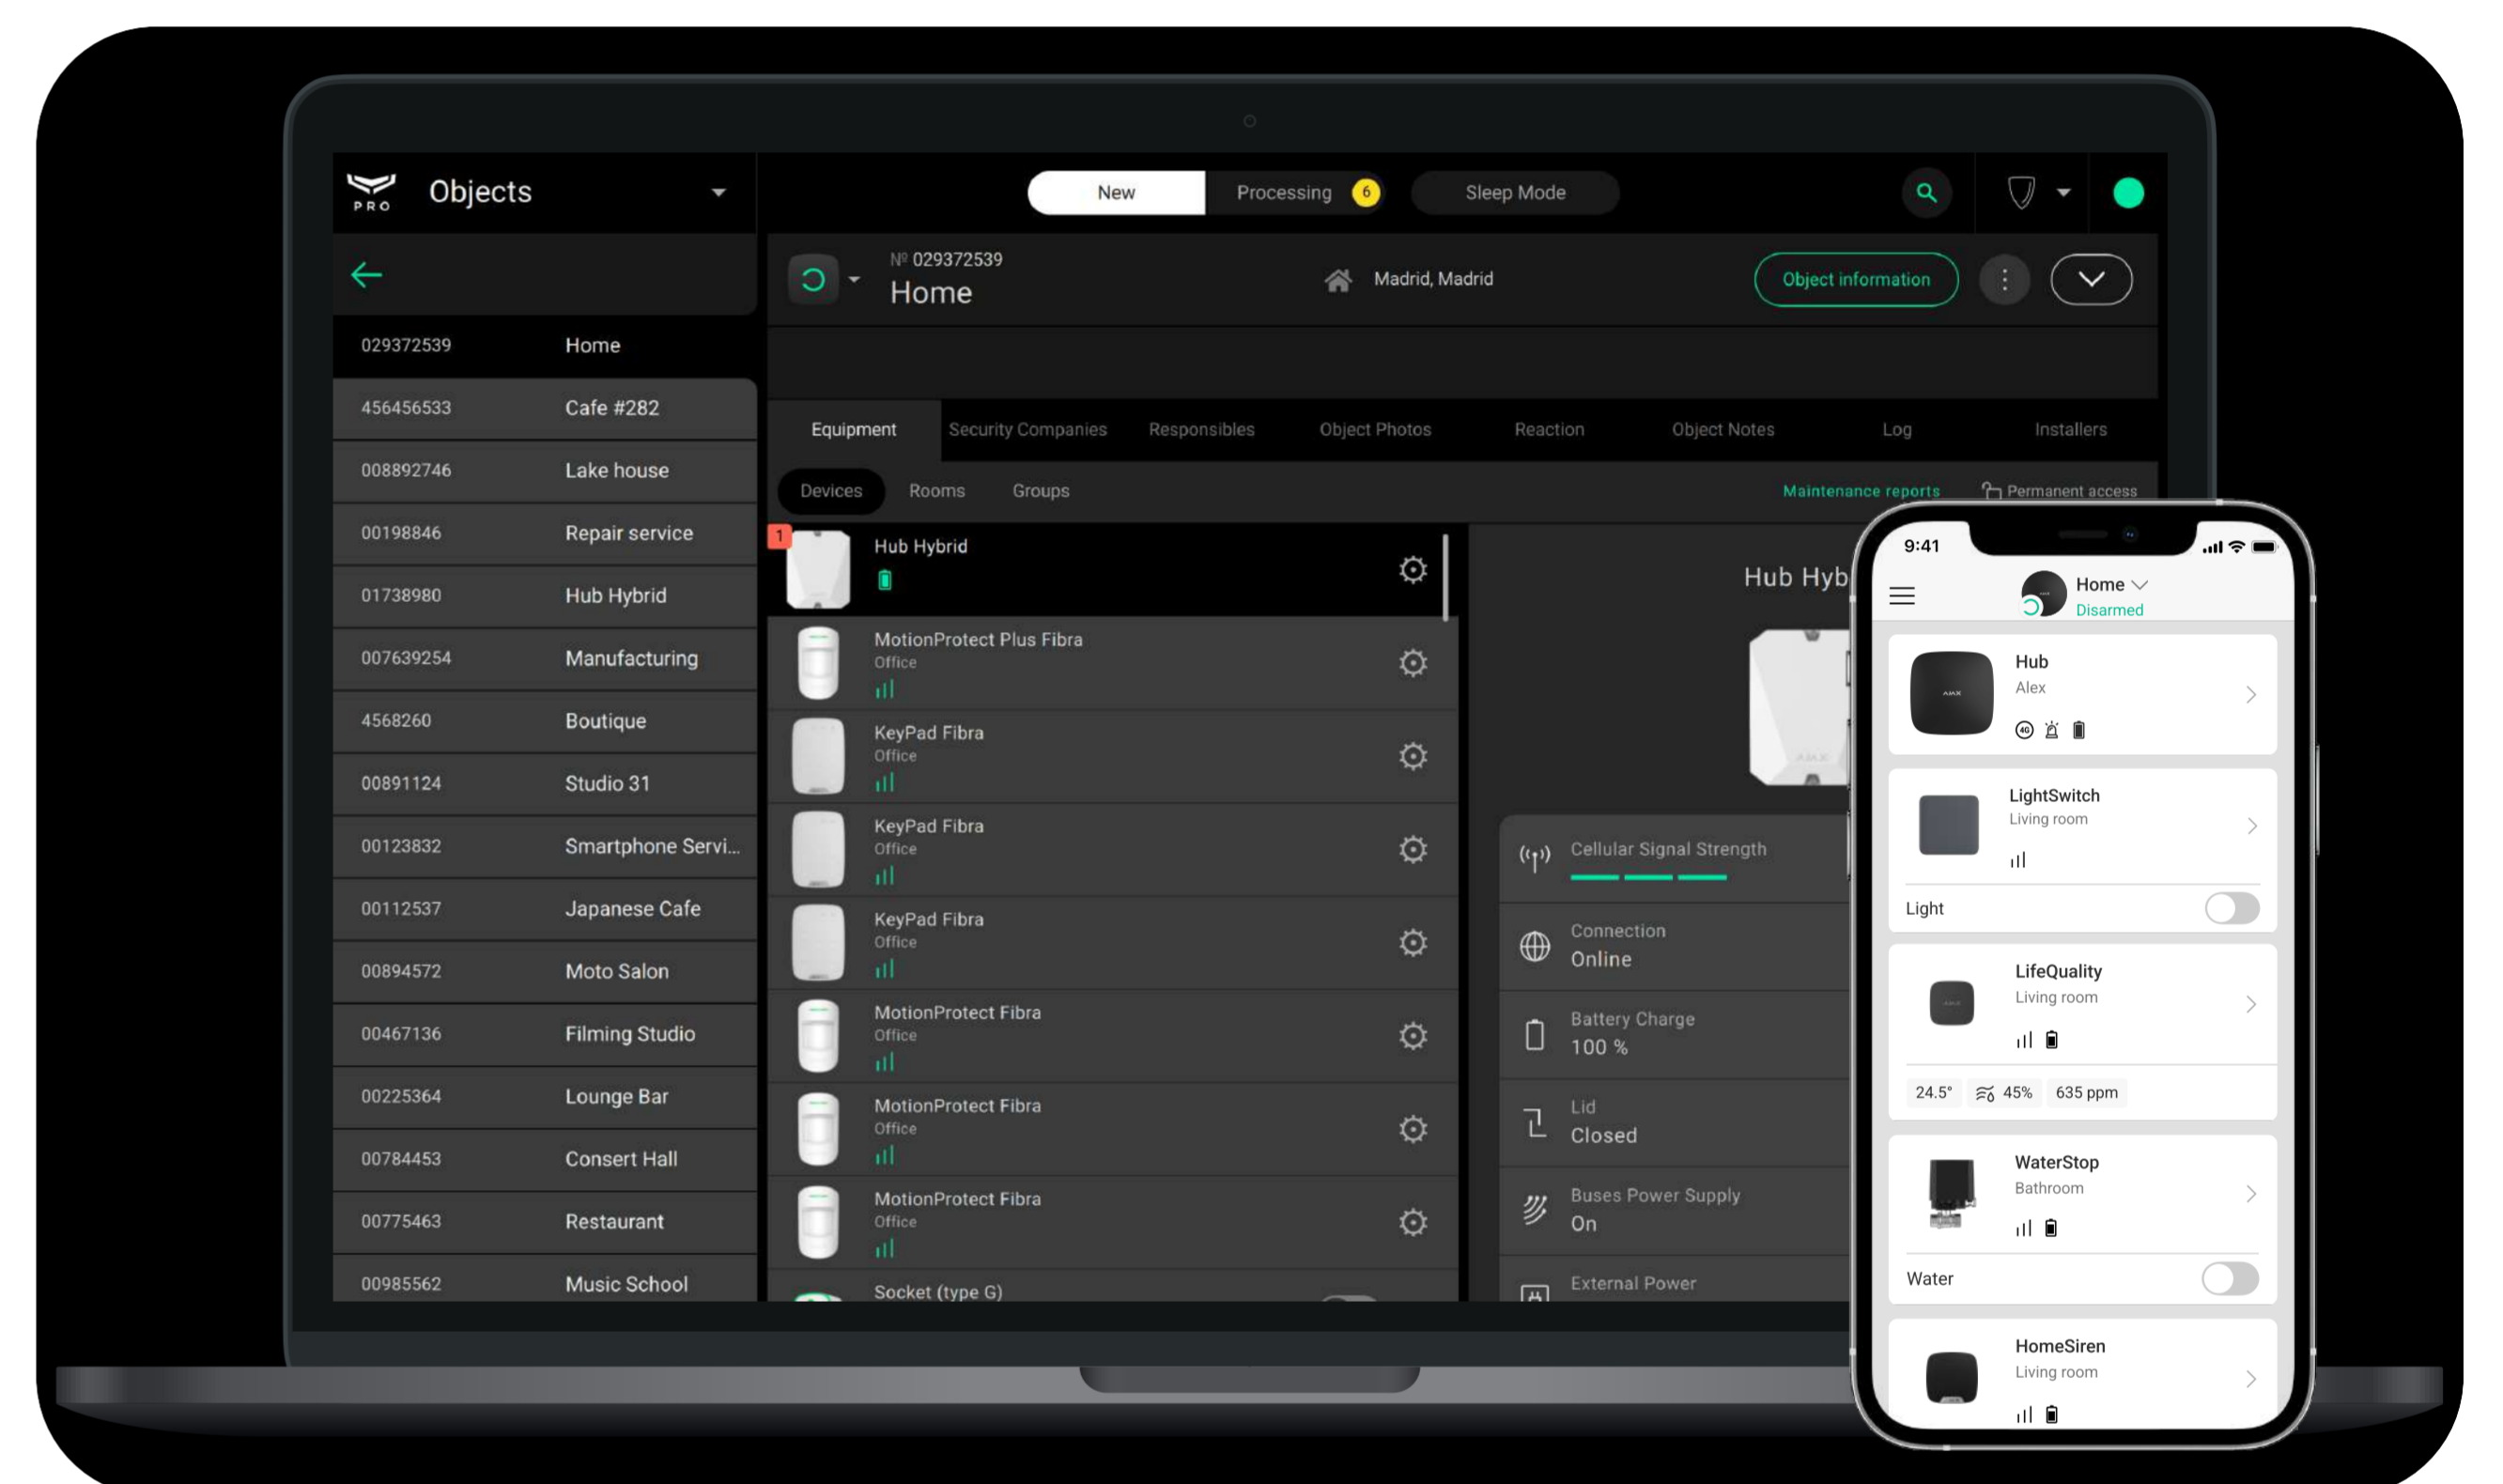 PRO
Objects
New
Processing 6
Sleep Mode
№ 029372539
Home
Madrid, Madrid
Object information
029372539 Home
456456533 Cafe #282
008892746 Lake house
00198846 Repair service
01738980 Hub Hybrid
007639254 Manufacturing
4568260 Boutique
00891124 Studio 31
00123832 Smartphone Servi...
00112537 Japanese Cafe
00894572 Moto Salon
00467136 Filming Studio
00225364 Lounge Bar
00784453 Consert Hall
00775463 Restaurant
00985562 Music School
Equipment
Security Companies
Responsibles
Object Photos
Reaction
Object Notes
Log
Installers
Devices
Rooms
Groups
Maintenance reports
Permanent access
1
Hub Hybrid
MotionProtect Plus Fibra
Office
KeyPad Fibra
Office
KeyPad Fibra
Office
KeyPad Fibra
Office
MotionProtect Fibra
Office
MotionProtect Fibra
Office
MotionProtect Fibra
Office
Socket (type G)
Hub Hyb
AJAX
Cellular Signal Strength
Connection
Online
Battery Charge
100 %
Lid
Closed
Buses Power Supply
On
External Power
9:41
Home
Disarmed
AJAX
Hub
Alex
4G
LightSwitch
Living room
Light
AJAX
LifeQuality
Living room
24.5° 45% 635 ppm
WaterStop
Bathroom
Water
HomeSiren
Living room